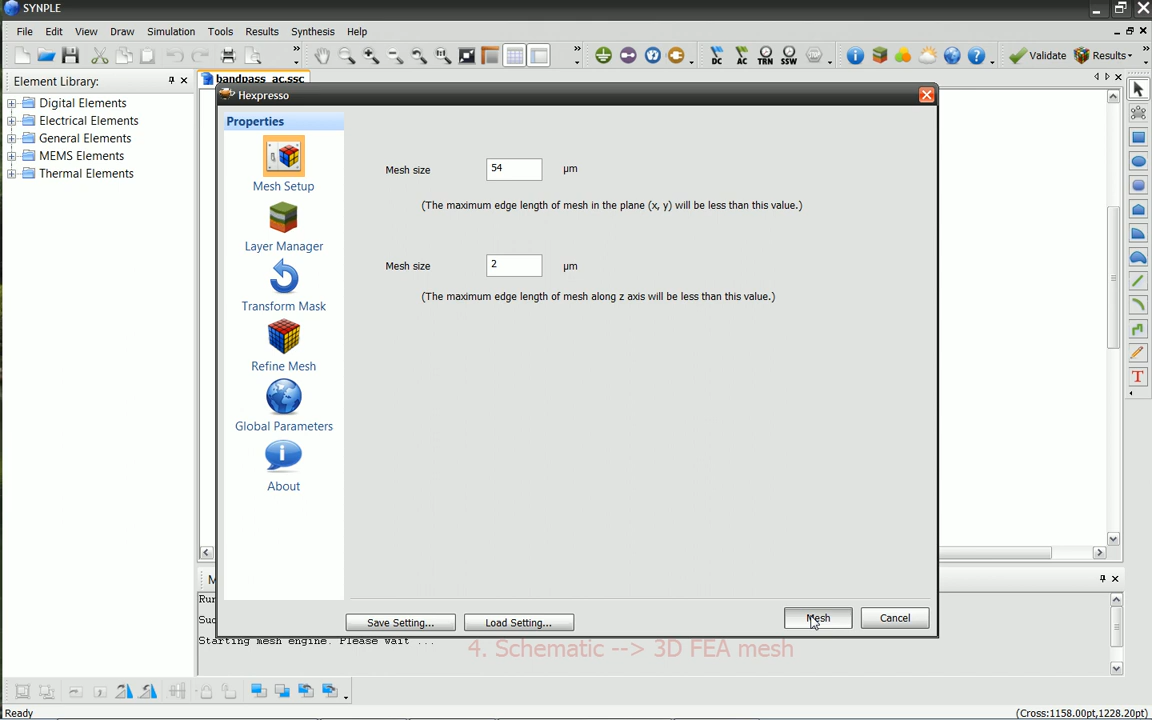 SYNPLE
File Edit View Draw Simulation Tools Results Synthesis Help
DC AC TRN SSW Validate Results
Element Library:
bandpass_ac.ssc
Digital Elements
Electrical Elements
General Elements
MEMS Elements
Thermal Elements
Hexpresso
Properties
Mesh Setup
Layer Manager
Transform Mask
Refine Mesh
Global Parameters
About
Mesh size 54 µm
(The maximum edge length of mesh in the plane (x, y) will be less than this value.)
Mesh size 2 µm
(The maximum edge length of mesh along z axis will be less than this value.)
Save Setting... Load Setting... Mesh Cancel
Starting mesh engine. Please wait ...
4. Schematic --> 3D FEA mesh
Ready (Cross:1158.00pt,1228.20pt)